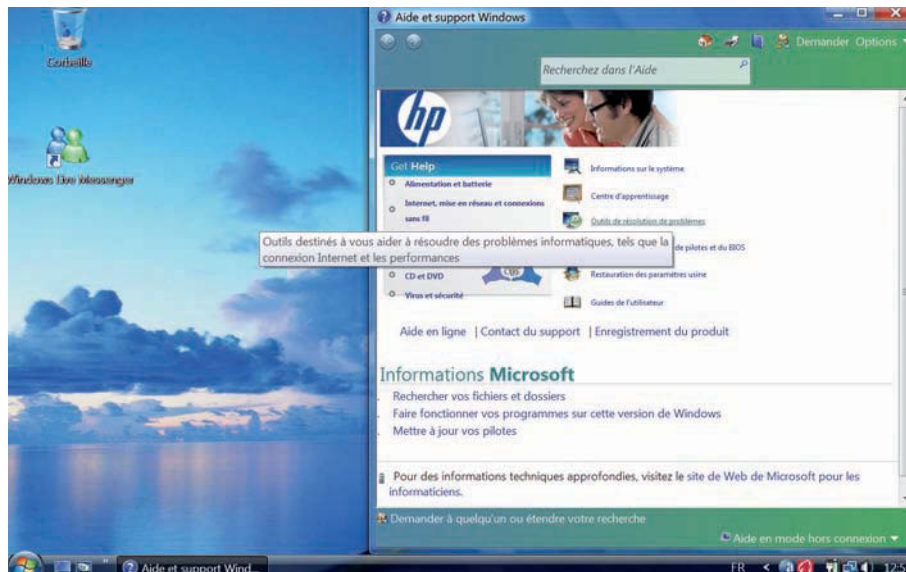 Corbeille
Windows Live Messenger
Aide et support Windows
Demander Options
Recherchez dans l'Aide
hp
Get Help
Alimentation et batterie
Internet, mise en réseau et connexions
sans fil
CD et DVD
Virus et sécurité
Informations sur le système
Centre d'apprentissage
Outils de résolution de problèmes
de pilotes et du BIOS
Restauration des paramètres usine
Guides de l'utilisateur
Outils destinés à vous aider à résoudre des problèmes informatiques, tels que la
connexion Internet et les performances
Aide en ligne | Contact du support | Enregistrement du produit
Informations Microsoft
Rechercher vos fichiers et dossiers
Faire fonctionner vos programmes sur cette version de Windows
Mettre à jour vos pilotes
Pour des informations techniques approfondies, visitez le site de Web de Microsoft pour les
informaticiens.
Demander à quelqu'un ou étendre votre recherche
Aide en mode hors connexion
Aide et support Wind...
FR